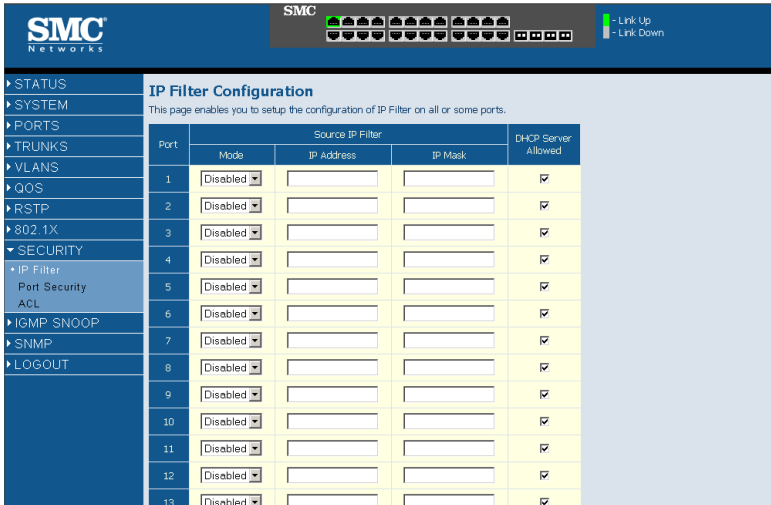 SMC
- Link Up
- Link Down
SMC®
Networks
STATUS
SYSTEM
PORTS
TRUNKS
VLANS
QOS
RSTP
802.1X
SECURITY
IP Filter
Port Security
ACL
IGMP SNOOP
SNMP
LOGOUT
IP Filter Configuration
This page enables you to setup the configuration of IP Filter on all or some ports.
Port Source IP Filter DHCP Server Allowed
Mode IP Address IP Mask
1 Disabled
2 Disabled
3 Disabled
4 Disabled
5 Disabled
6 Disabled
7 Disabled
8 Disabled
9 Disabled
10 Disabled
11 Disabled
12 Disabled
13 Disabled